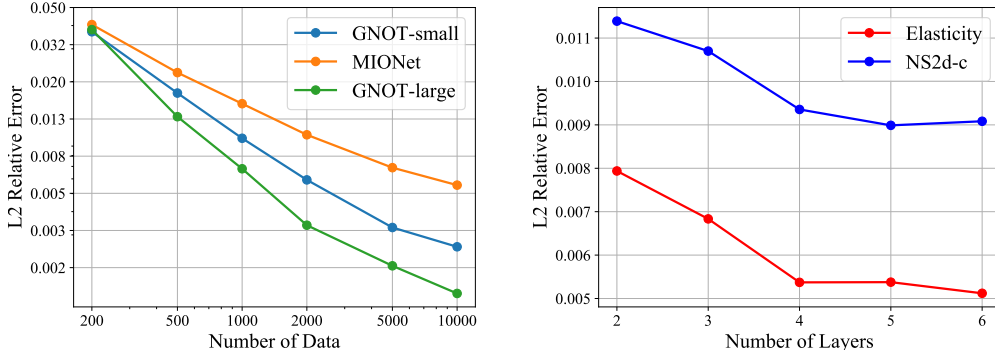 0.050
0.032
0.020
0.013
0.008
0.005
0.003
0.002
L2 Relative Error
GNOT-small
MIONet
GNOT-large
200 500 1000 2000 5000 10000
Number of Data
0.011
0.010
0.009
0.008
0.007
0.006
0.005
L2 Relative Error
Elasticity
NS2d-c
2 3 4 5 6
Number of Layers